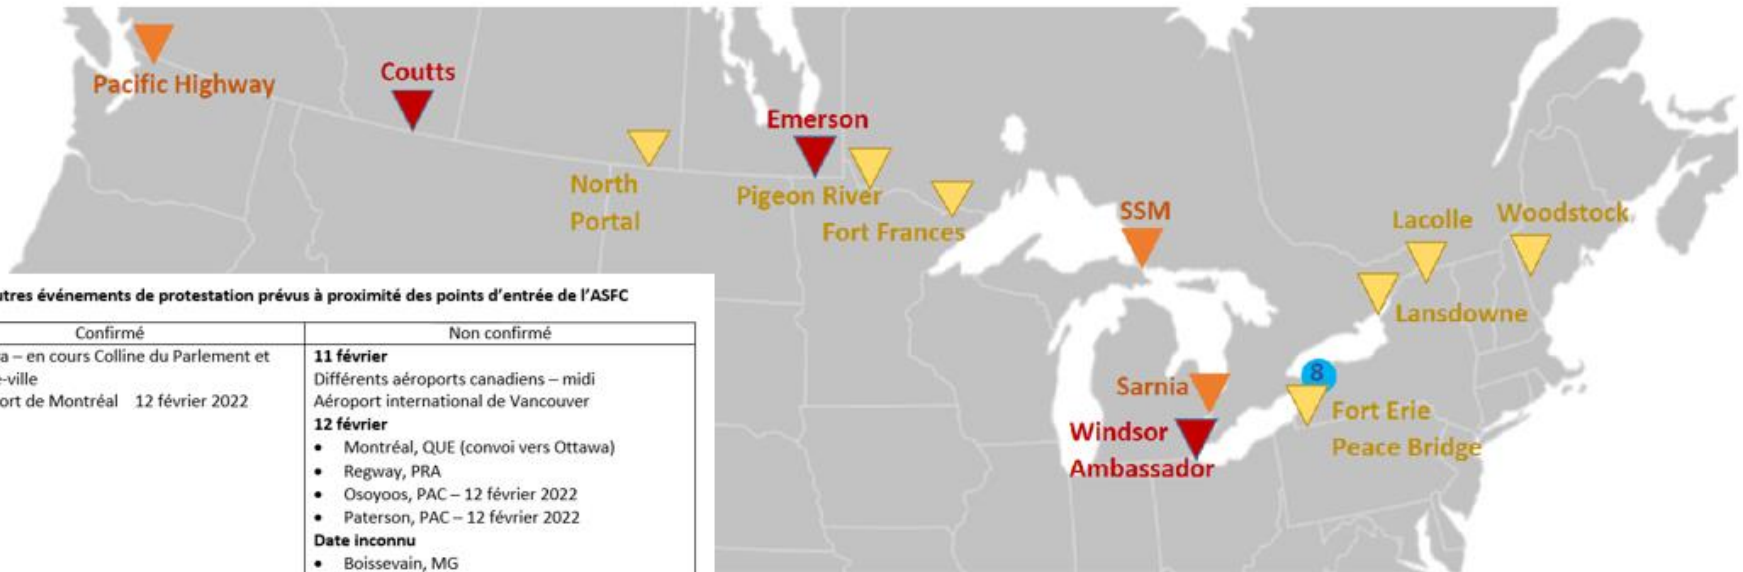 Pacific Highway
Coutts
Emerson
North
Portal
Pigeon River
Fort Frances
SSM
Lacolle
Woodstock
Lansdowne
8
Sarnia
Fort Erie
Peace Bridge
Windsor
Ambassador
événements de protestation prévus à proximité des points d’entrée de l’ASFC
Confirmé
– en cours Colline du Parlement et
de Montréal 12 février 2022
Non confirmé
11 février
Différents aéroports canadiens – midi
Aéroport international de Vancouver
12 février
• Montréal, QUE (convoi vers Ottawa)
• Regway, PRA
• Osoyoos, PAC – 12 février 2022
• Paterson, PAC – 12 février 2022
Date inconnu
• Boissevain, MG